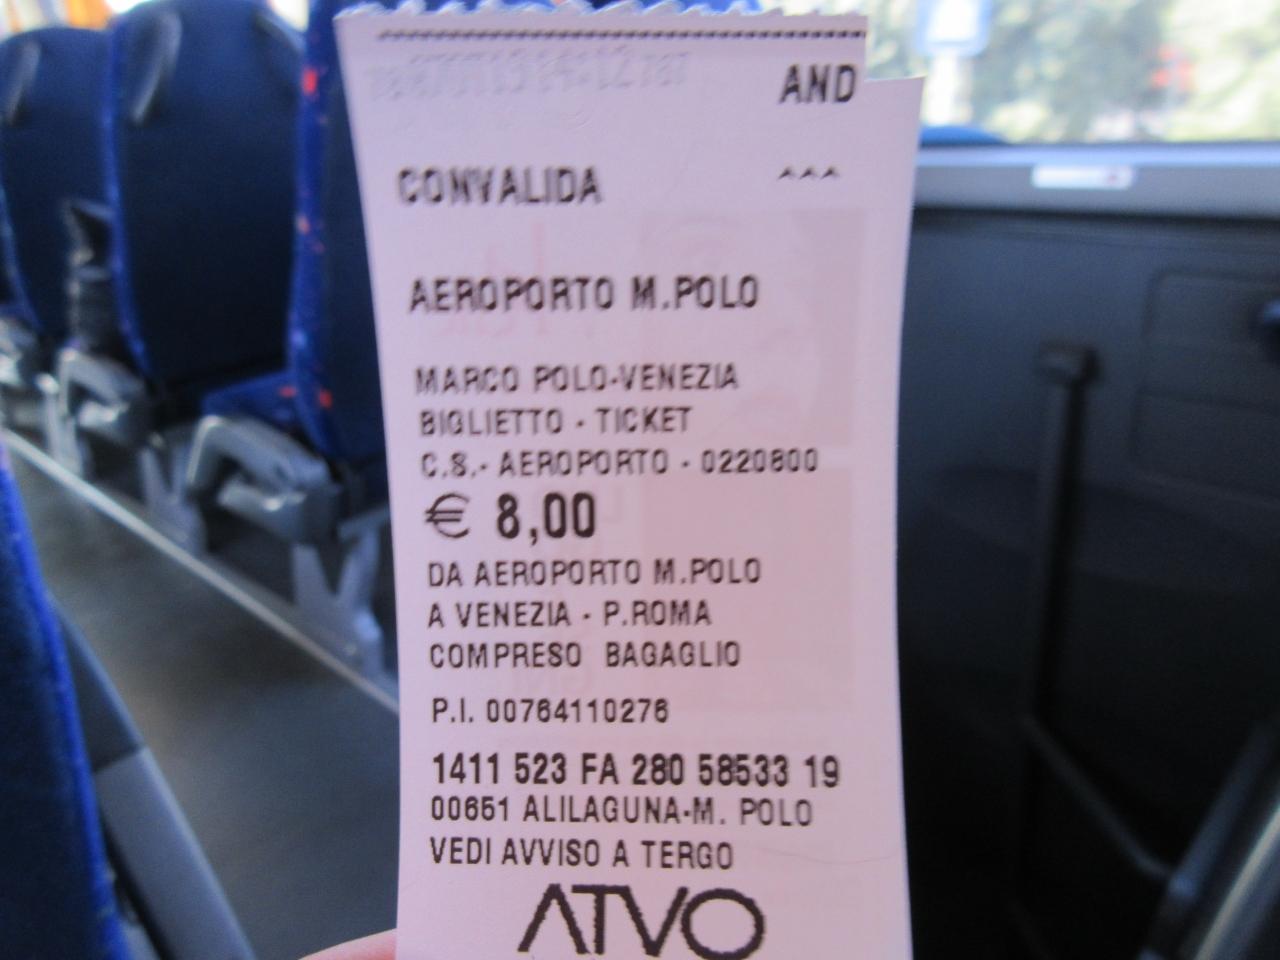 AND
CONVALIDA ^^^
AEROPORTO M.POLO
MARCO POLO-VENEZIA
BIGLIETTO - TICKET
C.S.- AEROPORTO - 0220800
€ 8,00
DA AEROPORTO M.POLO
A VENEZIA - P.ROMA
COMPRESO BAGAGLIO
P.I. 00764110276
1411 523 FA 280 58533 19
00651 ALILAGUNA-M. POLO
VEDI AVVISO A TERGO
ATVO